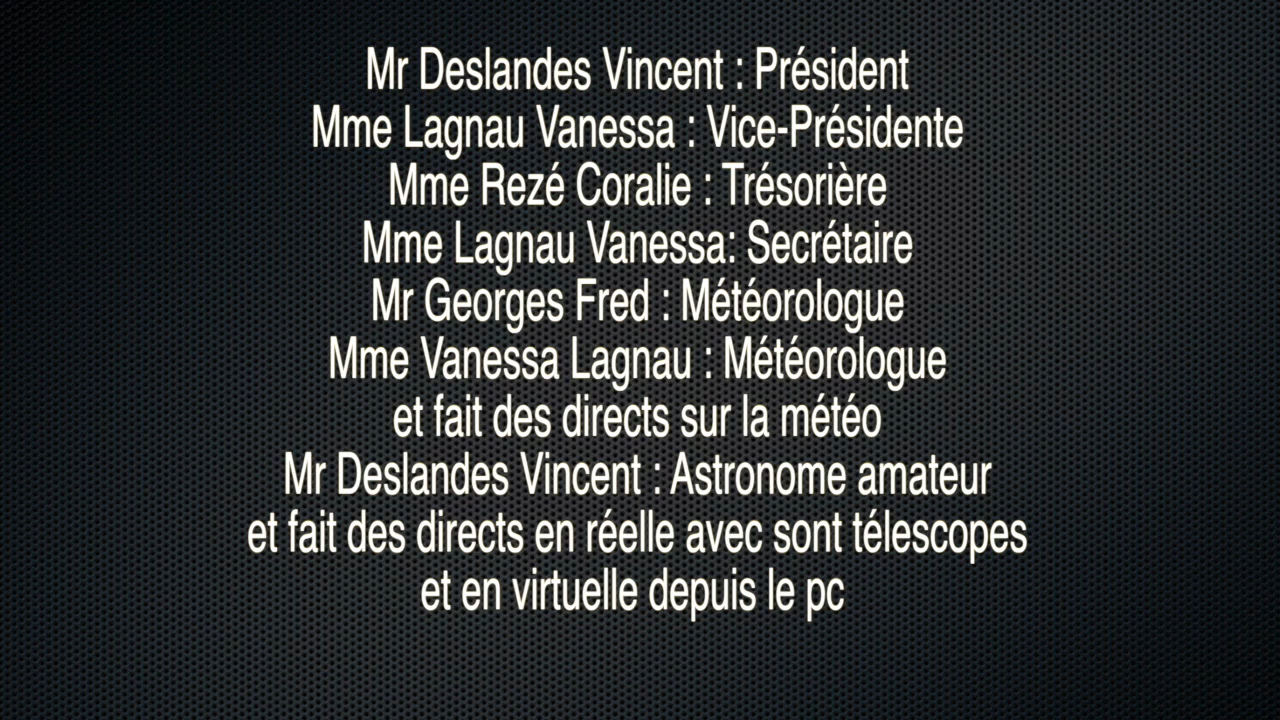 Mr Deslandes Vincent : Président
Mme Lagnau Vanessa : Vice-Présidente
Mme Rezé Coralie : Trésorière
Mme Lagnau Vanessa: Secrétaire
Mr Georges Fred : Météorologue
Mme Vanessa Lagnau : Météorologue
et fait des directs sur la météo
Mr Deslandes Vincent : Astronome amateur
et fait des directs en réelle avec sont télescopes
et en virtuelle depuis le pc